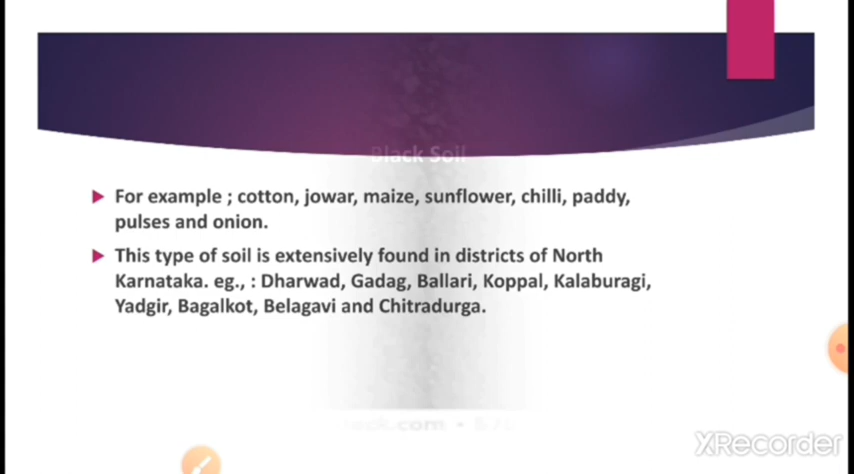 Black Soil
For example ; cotton, jowar, maize, sunflower, chilli, paddy,
pulses and onion.
This type of soil is extensively found in districts of North
Karnataka. eg., : Dharwad, Gadag, Ballari, Koppal, Kalaburagi,
Yadgir, Bagalkot, Belagavi and Chitradurga.
XRecorder